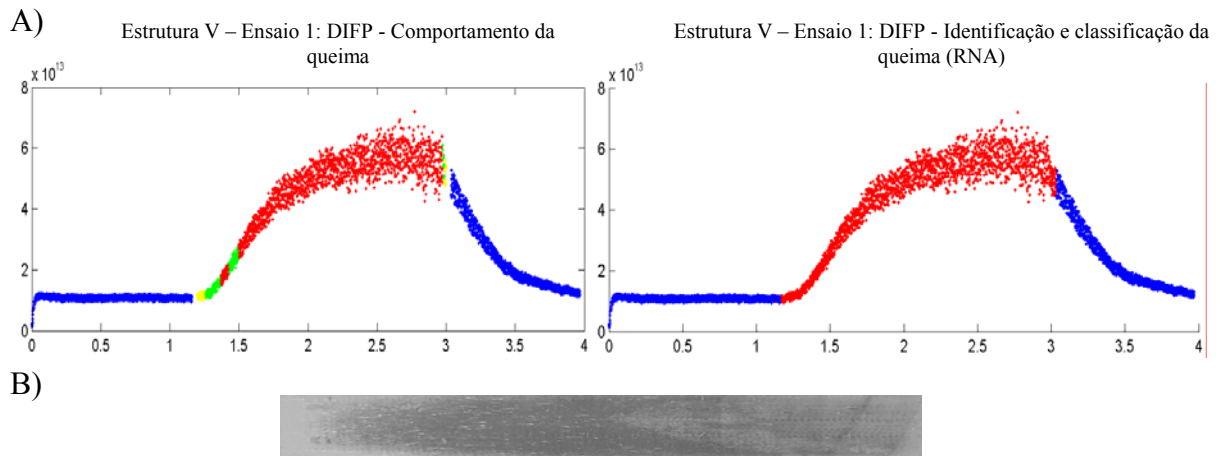 A)
Estrutura V – Ensaio 1: DIFP - Comportamento da
queima
x 10^13
8
6
4
2
0
0 0.5 1 1.5 2 2.5 3 3.5 4
Estrutura V – Ensaio 1: DIFP - Identificação e classificação da
queima (RNA)
x 10^13
8
6
4
2
0
0 0.5 1 1.5 2 2.5 3 3.5 4
B)